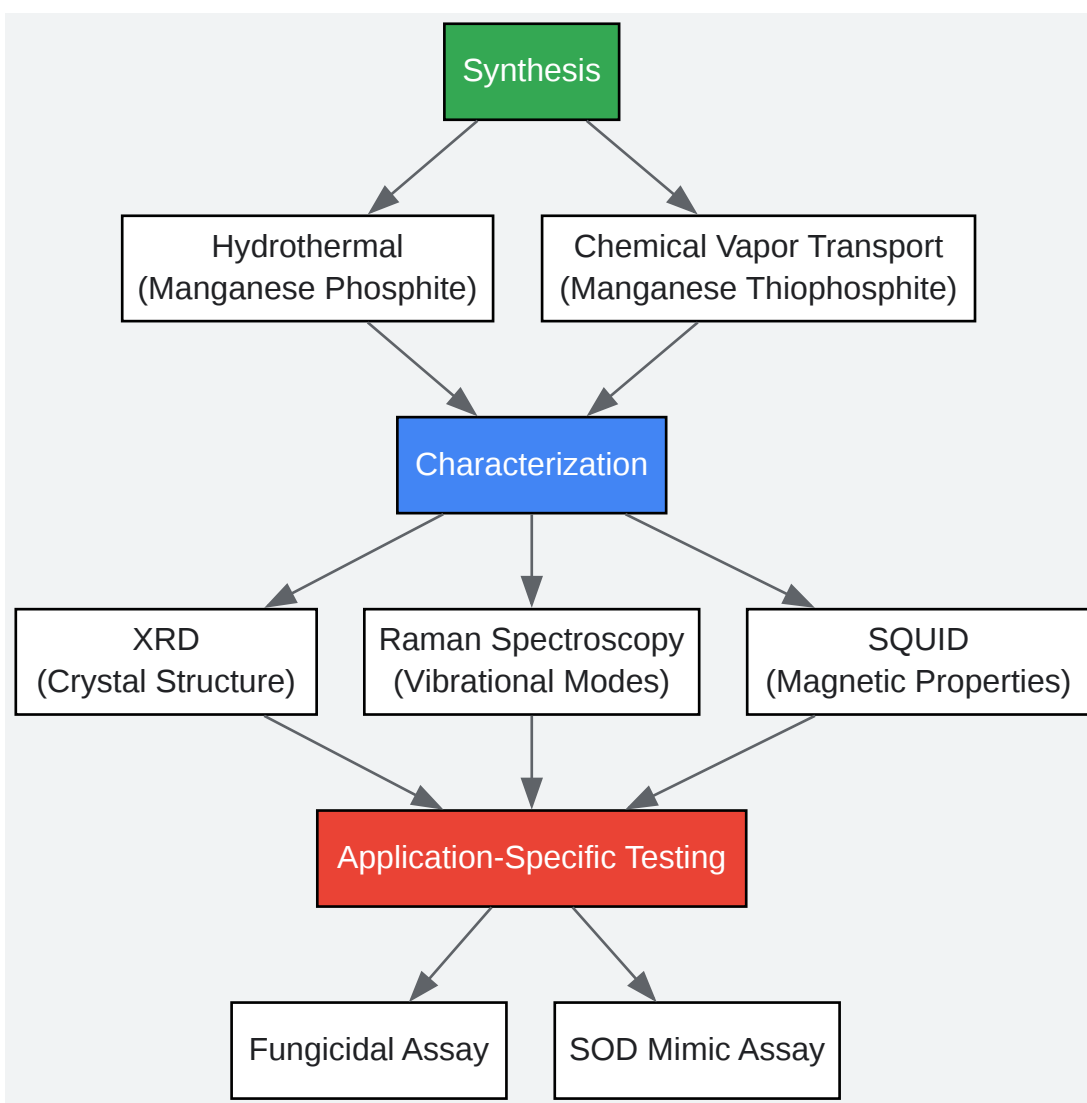 Synthesis
Hydrothermal
(Manganese Phosphite)
Chemical Vapor Transport
(Manganese Thiophosphite)
Characterization
XRD
(Crystal Structure)
Raman Spectroscopy
(Vibrational Modes)
SQUID
(Magnetic Properties)
Application-Specific Testing
Fungicidal Assay
SOD Mimic Assay